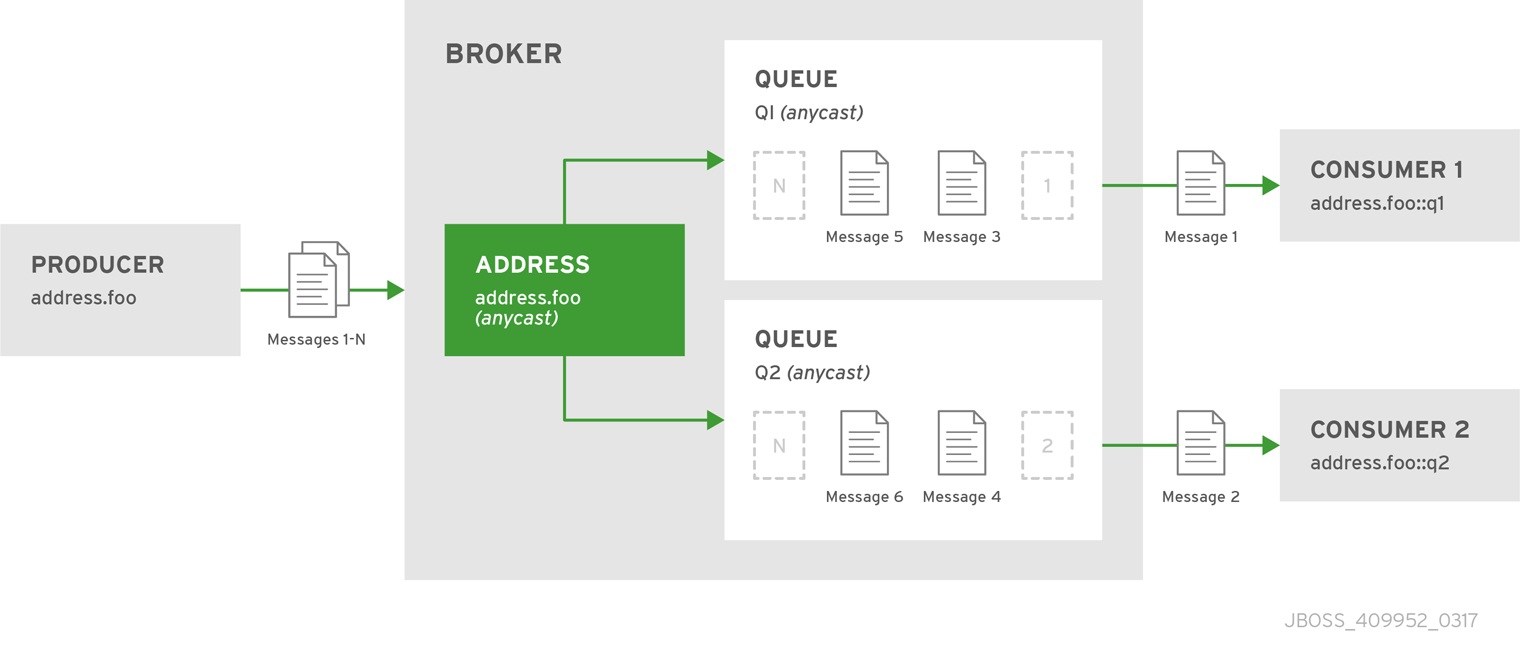 BROKER
PRODUCER
address.foo
Messages 1-N
ADDRESS
address.foo
(anycast)
QUEUE
Q1 (anycast)
N
1
Message 5
Message 3
Message 1
CONSUMER 1
address.foo::q1
QUEUE
Q2 (anycast)
N
2
Message 6
Message 4
Message 2
CONSUMER 2
address.foo::q2
JBOSS_409952_0317